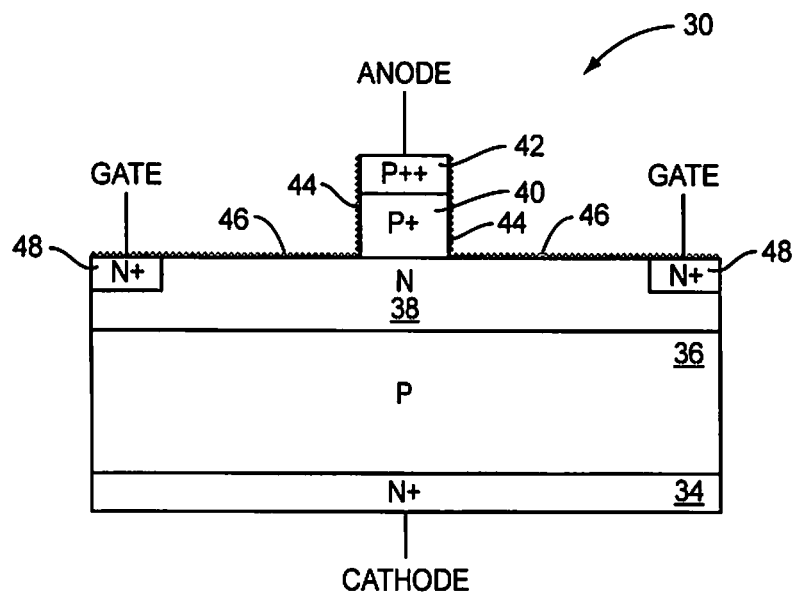 30
ANODE
GATE
P++
42
GATE
44
P+
40
46
44
46
48
N+
N
N+
48
38
36
P
N+
34
CATHODE